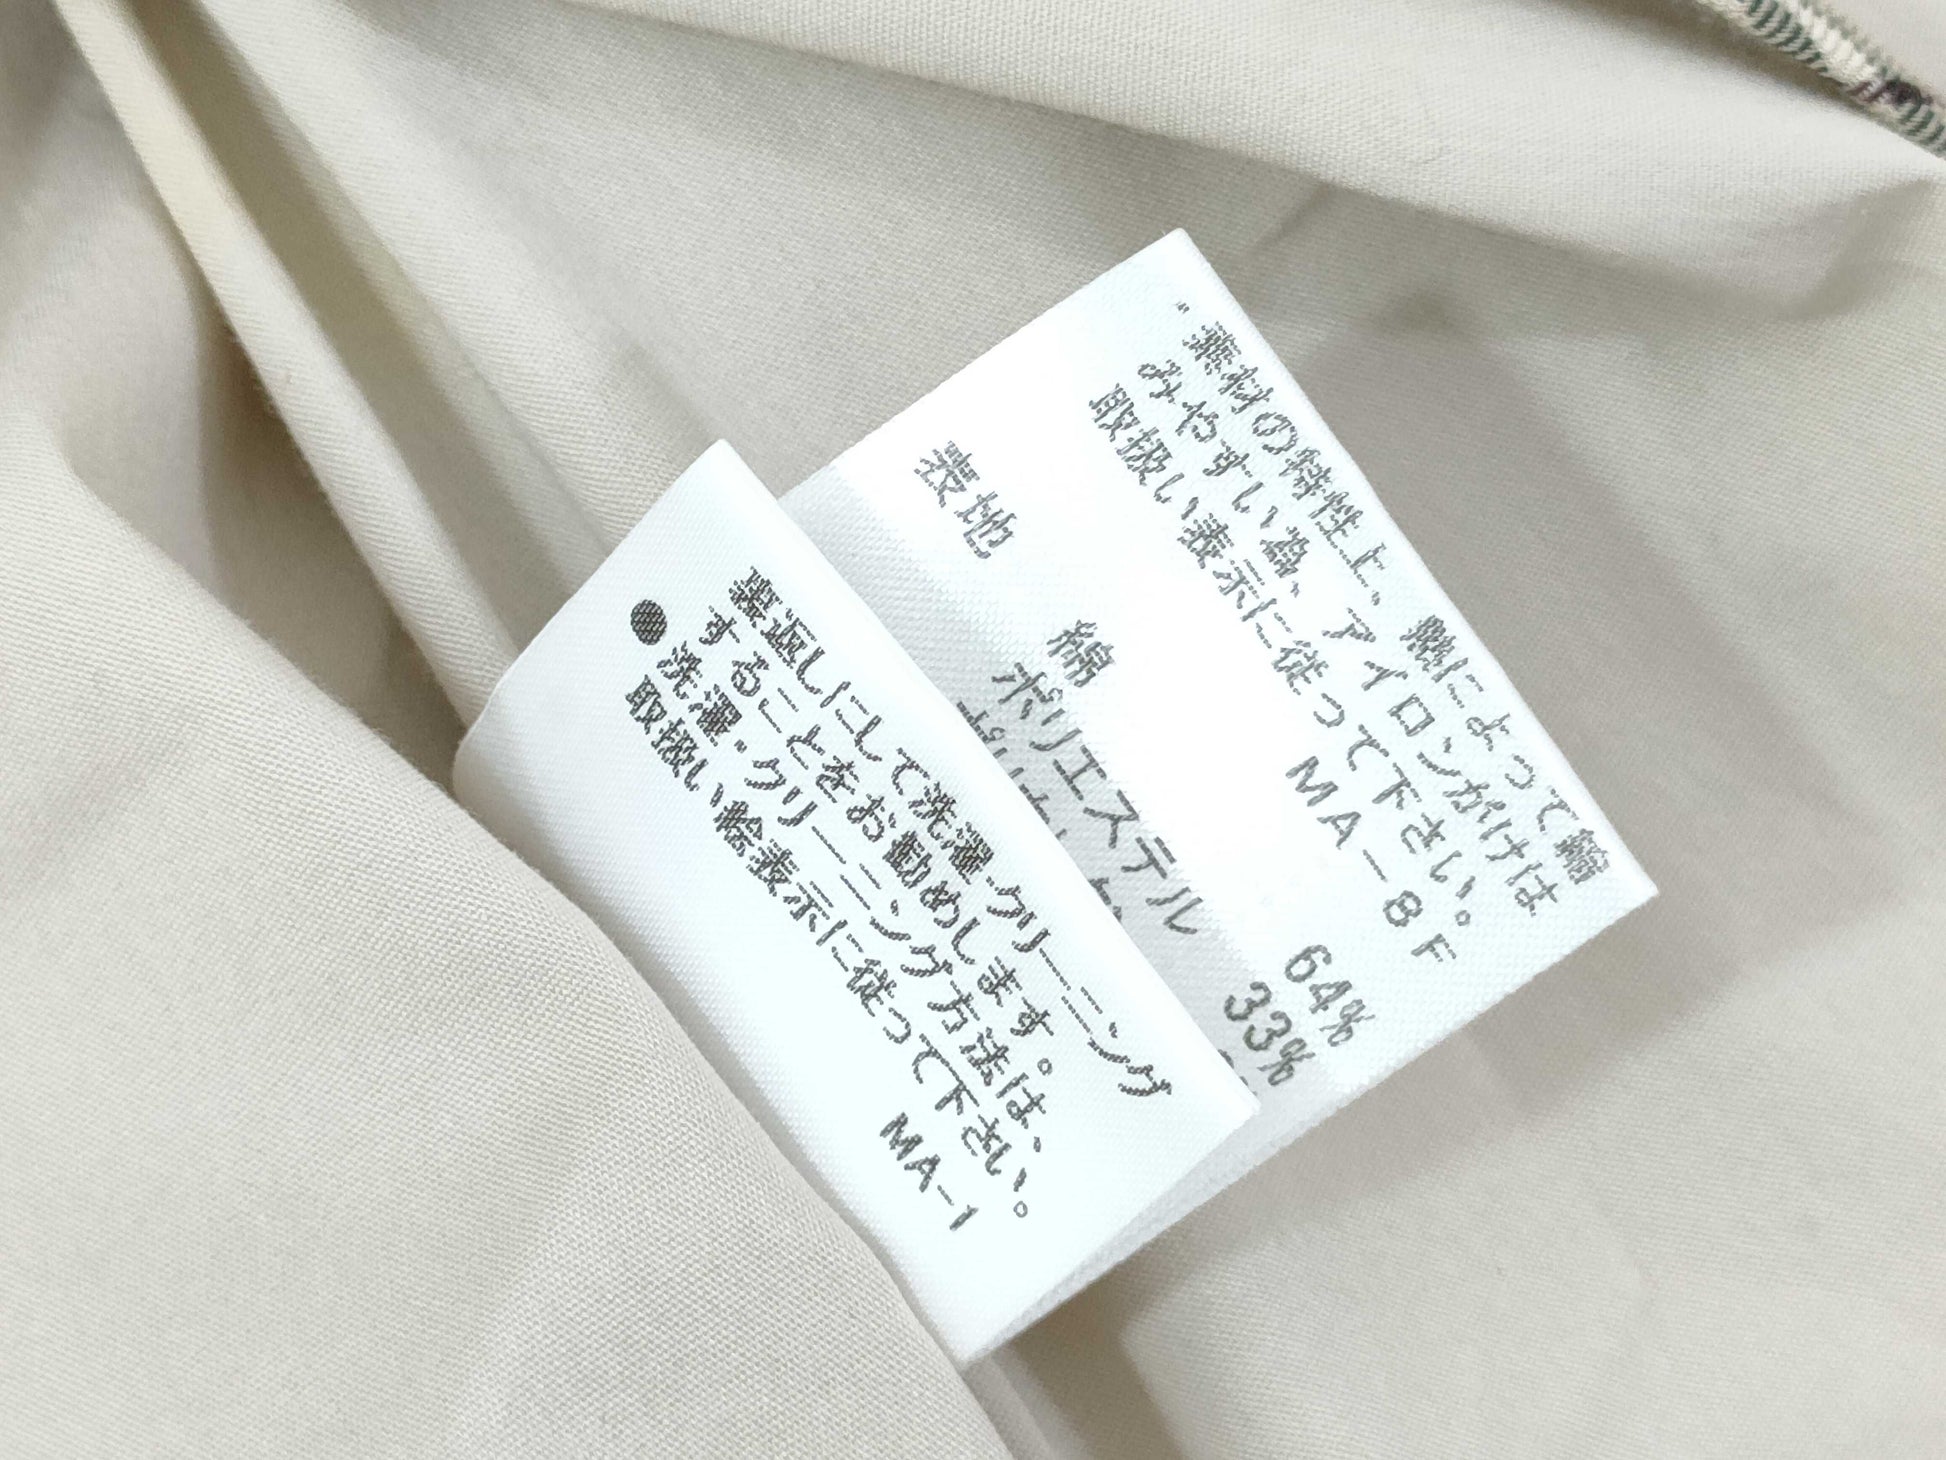 素材の特性上、熱によって縮
みやすい為、アイロンがけは
取扱い表示に従って下さい。
MA-8F
表地
綿 64%
ポリエステル 33%
裏返しにして洗濯・クリーニング
することをお勧めします。
●洗濯・クリーニング方法は、
取扱い絵表示に従って下さい。
MA-1